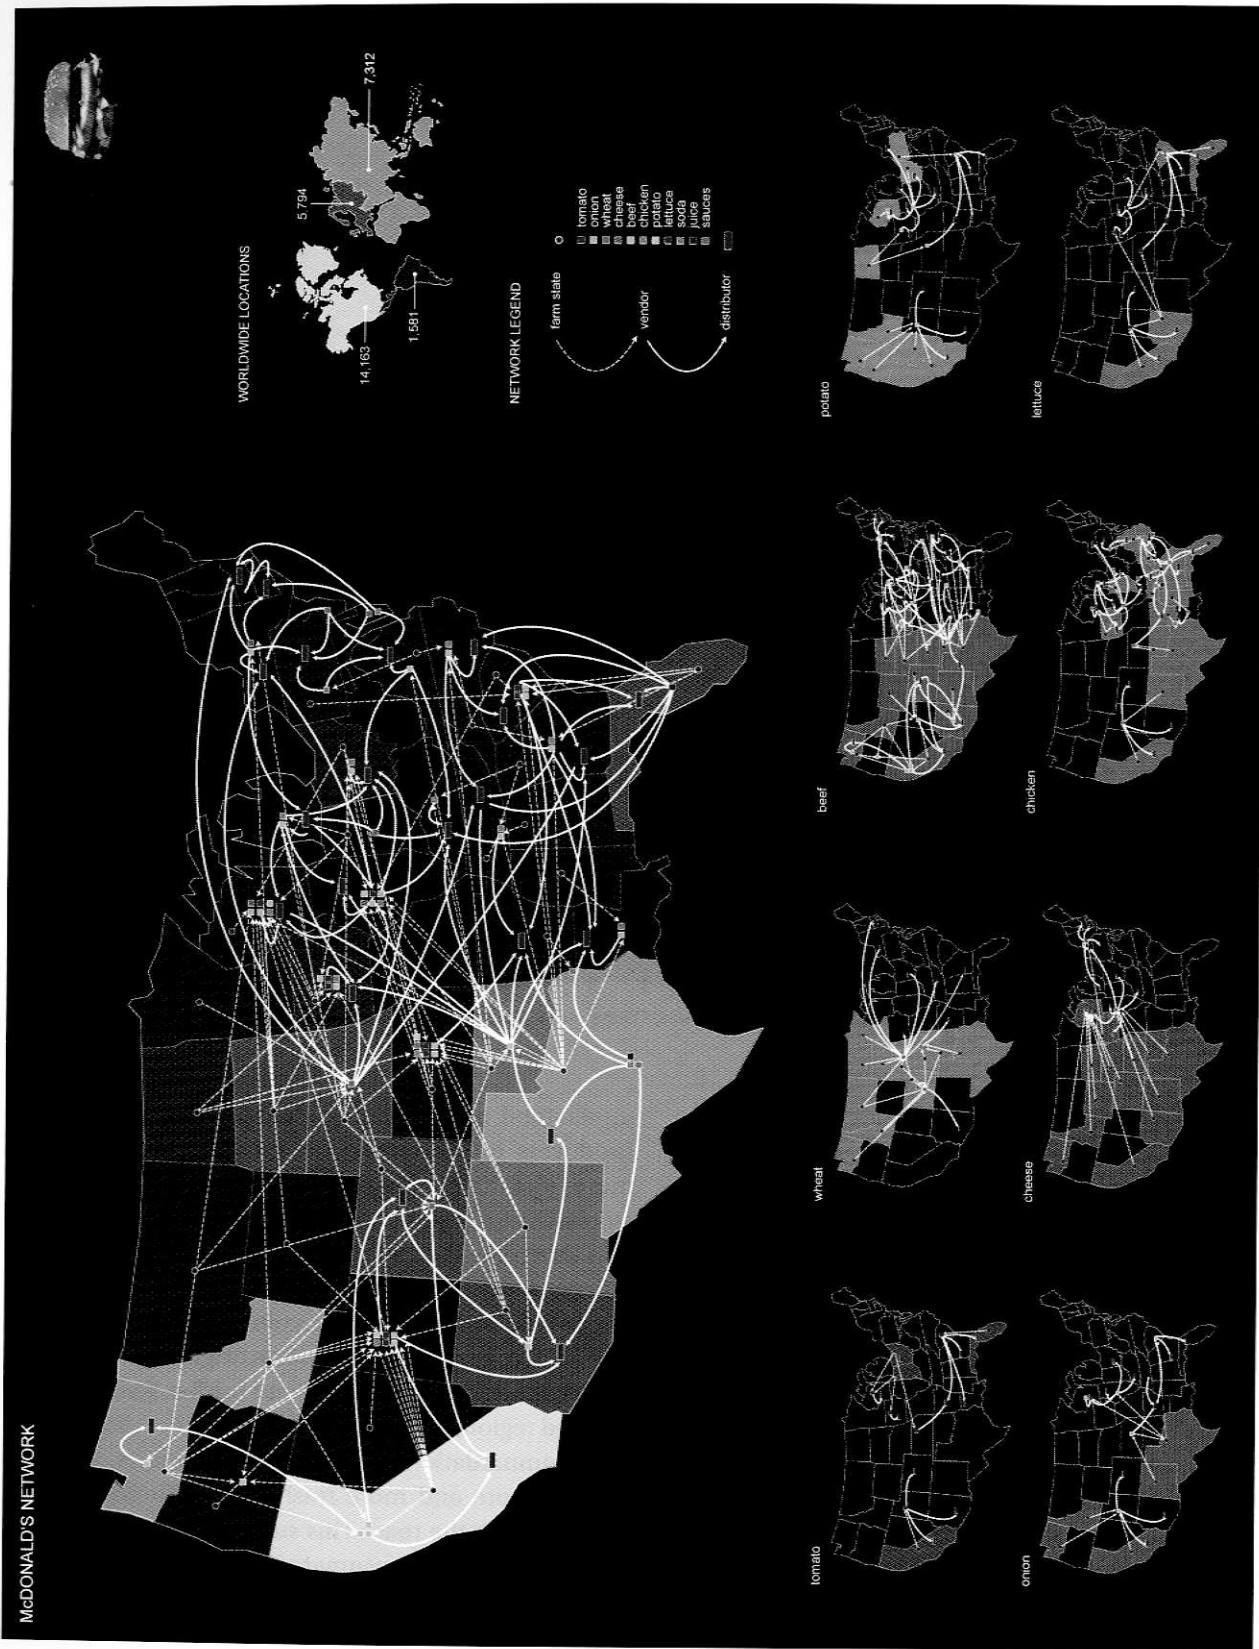 McDONALD'S NETWORK
WORLDWIDE LOCATIONS
14,163
5,794
7,312
1,581
NETWORK LEGEND
farm state
vendor
tomato
onion
wheat
cheese
beef
chicken
potato
lettuce
soda
juice
sauces
distributor
tomato
wheat
beef
potato
onion
cheese
chicken
lettuce